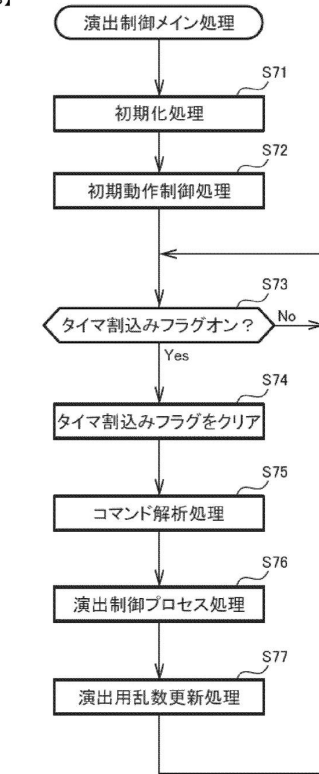 】
演出制御メイン処理
S71
初期化処理
S72
初期動作制御処理
S73
タイマ割込みフラグオン？
No
Yes
S74
タイマ割込みフラグをクリア
S75
コマンド解析処理
S76
演出制御プロセス処理
S77
演出用乱数更新処理